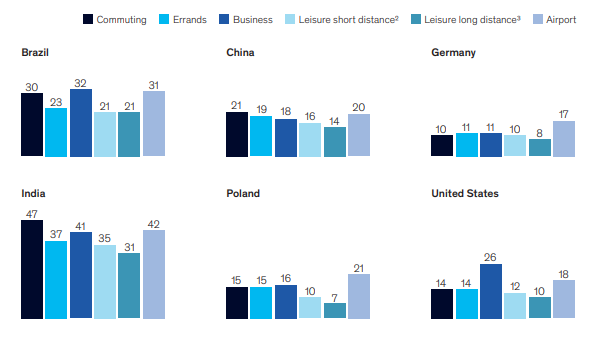 Commuting Errands Business Leisure short distance² Leisure long distance³ Airport
Brazil China Germany
30 23 32 21 21 31
21 19 18 16 14 20
10 11 11 10 8 17
India Poland United States
47 37 41 35 31 42
15 15 16 10 7 21
14 14 26 12 10 18